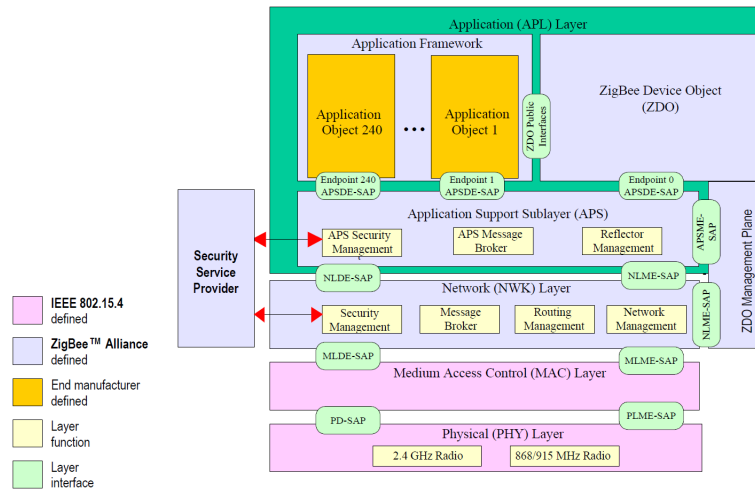 Application (APL) Layer
Application Framework
Application
Object 240
...
Application
Object 1
ZDO Public
Interfaces
ZigBee Device Object
(ZDO)
Endpoint 240
APSDE-SAP
Endpoint 1
APSDE-SAP
Endpoint 0
APSDE-SAP
Application Support Sublayer (APS)
APS Security
Management
APS Message
Broker
Reflector
Management
APSME-
SAP
Security
Service
Provider
ZDO Management Plane
NLDE-SAP
NLME-SAP
Network (NWK) Layer
Security
Management
Message
Broker
Routing
Management
Network
Management
NLME-SAP
MLDE-SAP
MLME-SAP
Medium Access Control (MAC) Layer
PD-SAP
PLME-SAP
Physical (PHY) Layer
2.4 GHz Radio
868/915 MHz Radio
IEEE 802.15.4
defined
ZigBee™ Alliance
defined
End manufacturer
defined
Layer
function
Layer
interface